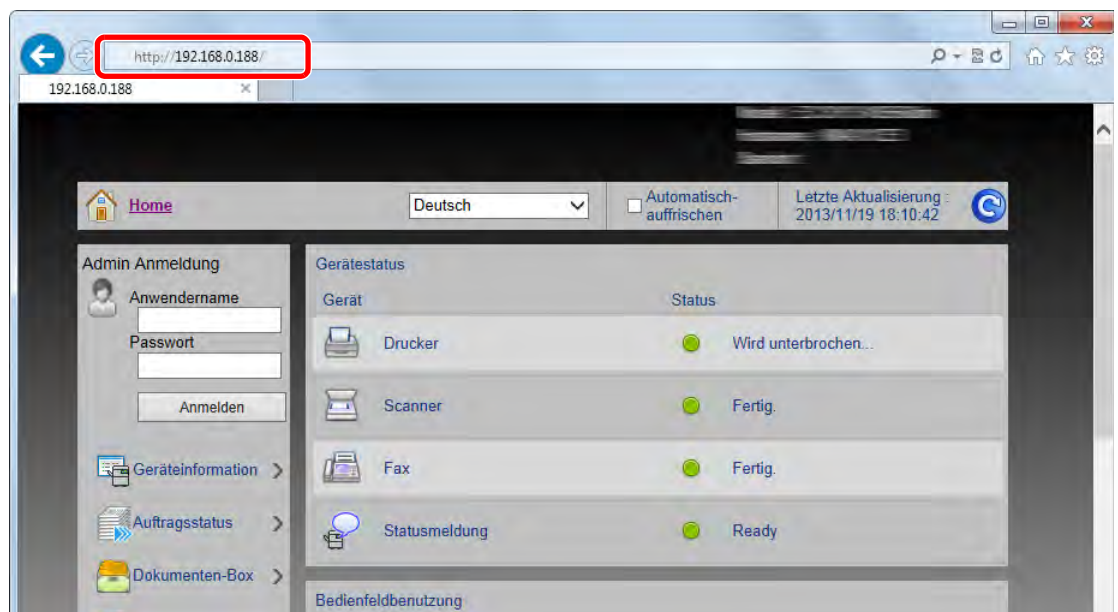 http://192.168.0.188/
192.168.0.188
Home
Deutsch
Automatisch-
auffrischen
Letzte Aktualisierung :
2013/11/19 18:10:42
Admin Anmeldung
Anwendername
Passwort
Anmelden
Geräteinformation
Auftragsstatus
Dokumenten-Box
Gerätestatus
Gerät Status
Drucker Wird unterbrochen...
Scanner Fertig.
Fax Fertig.
Statusmeldung Ready
Bedienfeldbenutzung